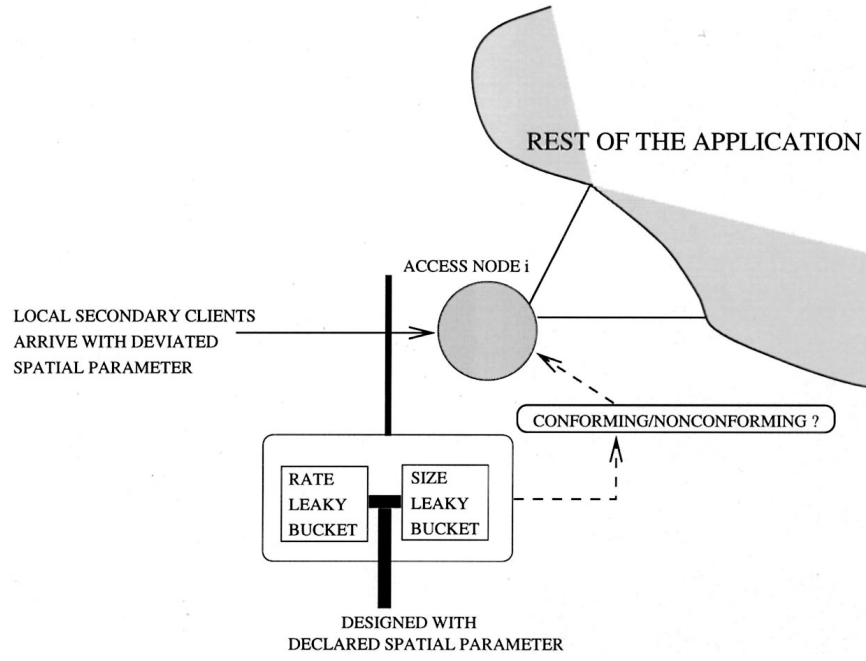 REST OF THE APPLICATION
ACCESS NODE i
LOCAL SECONDARY CLIENTS
ARRIVE WITH DEVIATED
SPATIAL PARAMETER
CONFORMING/NONCONFORMING ?
RATE
LEAKY
BUCKET
SIZE
LEAKY
BUCKET
DESIGNED WITH
DECLARED SPATIAL PARAMETER